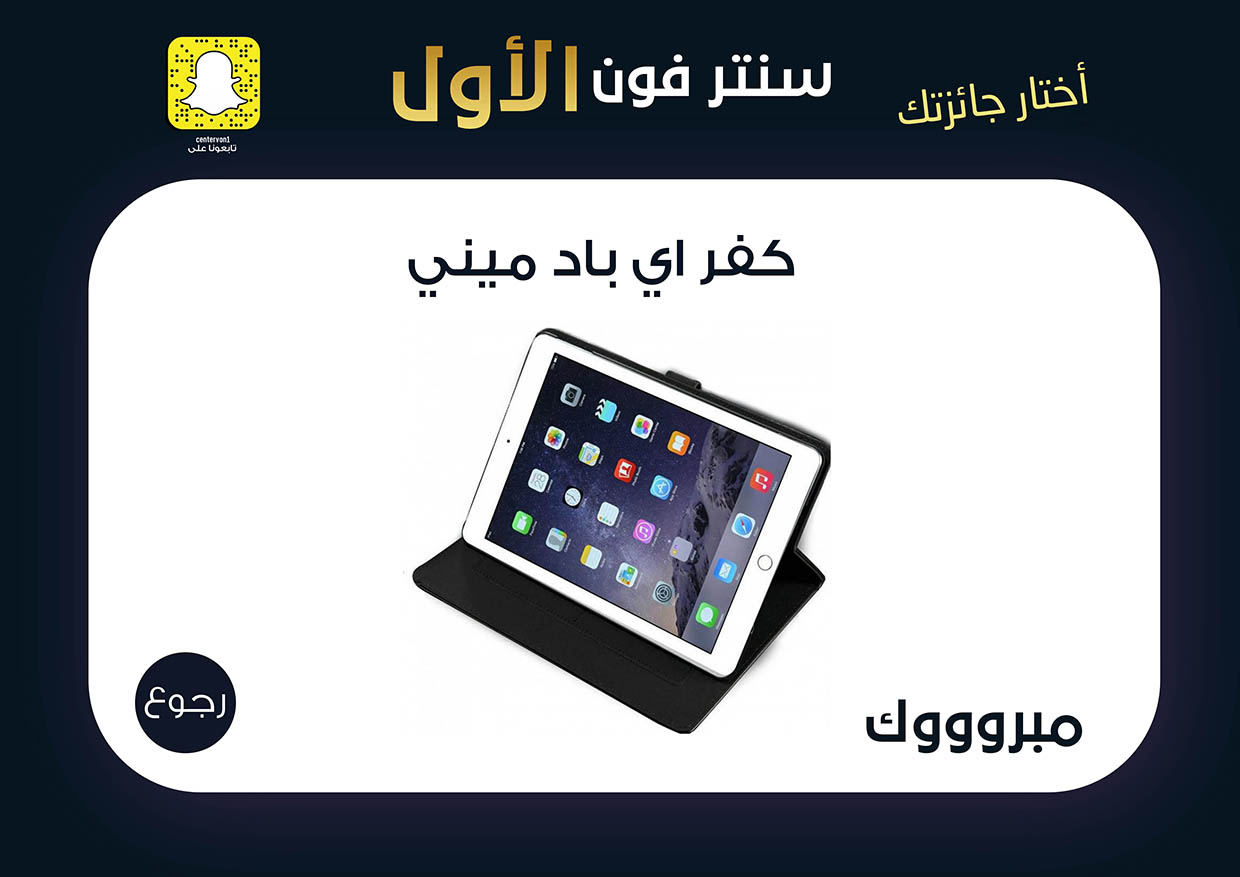 أختار جائزتك
سنتر فون الأول
centervon1
تابعونا على
كفر اي باد ميني
مبروووك
رجوع